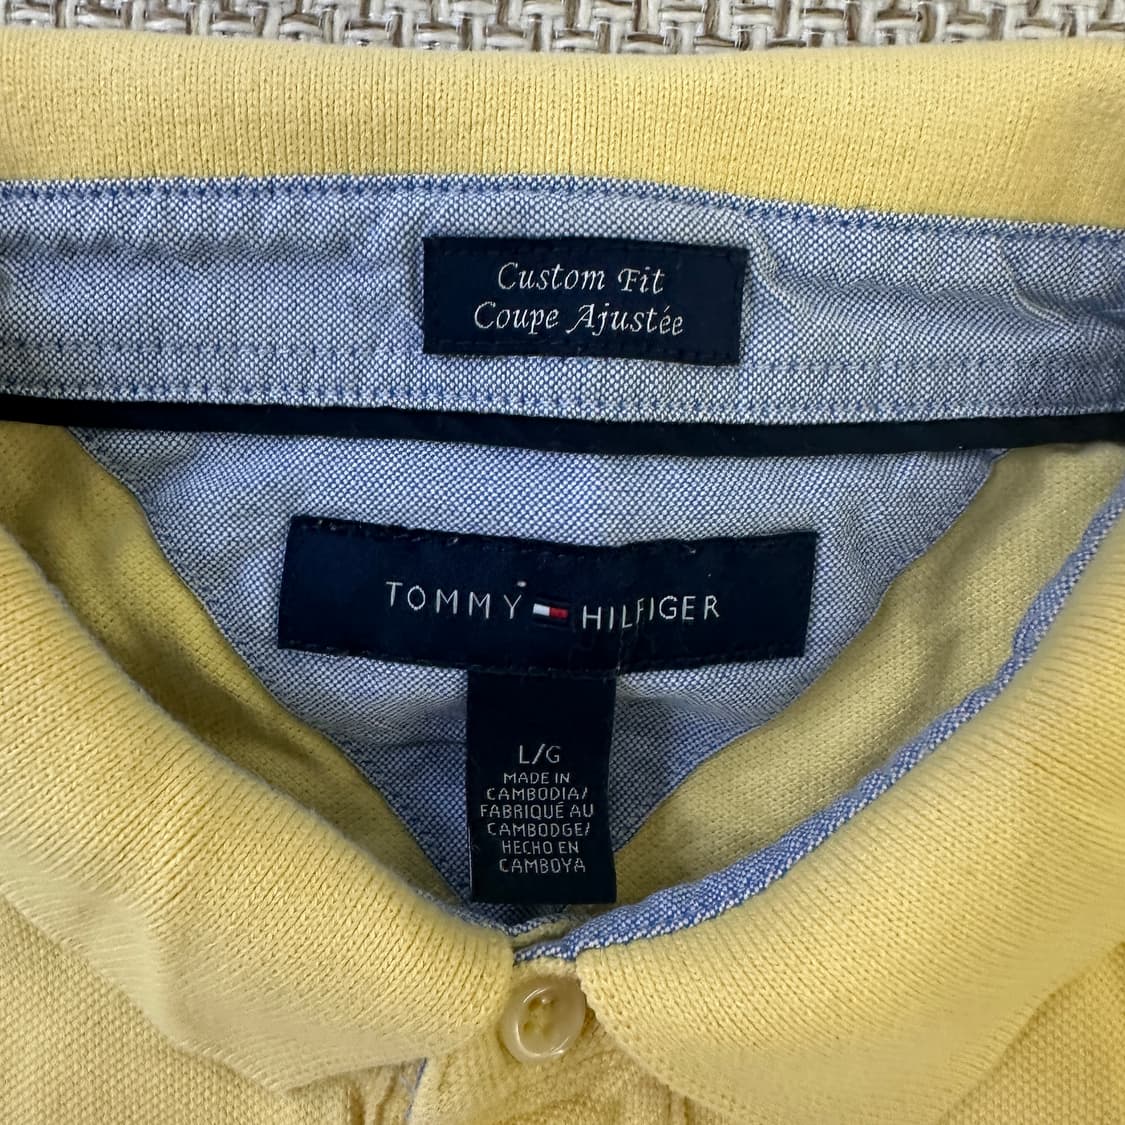 Custom Fit
Coupe Ajustée
TOMMY HILFIGER
L/G
MADE IN
CAMBODIA/
FABRIQUÉ AU
CAMBODGE/
HECHO EN
CAMBOYA